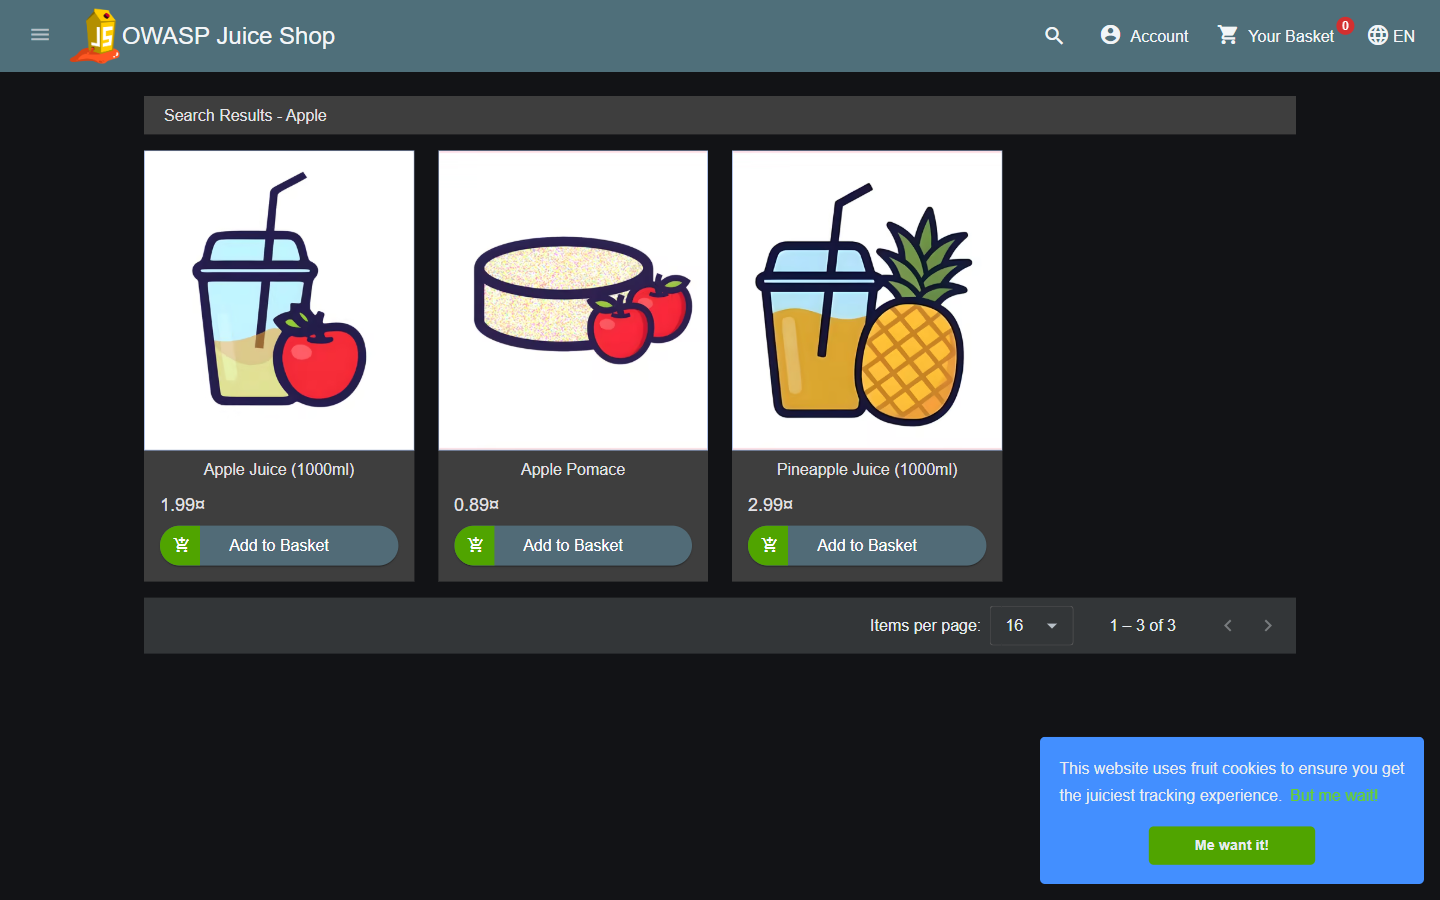 OWASP Juice Shop
Account
Your Basket
0
EN
Search Results - Apple
Apple Juice (1000ml)
1.99¤
Add to Basket
Apple Pomace
0.89¤
Add to Basket
Pineapple Juice (1000ml)
2.99¤
Add to Basket
Items per page:
16
1 – 3 of 3
This website uses fruit cookies to ensure you get
the juiciest tracking experience. But me wait!
Me want it!